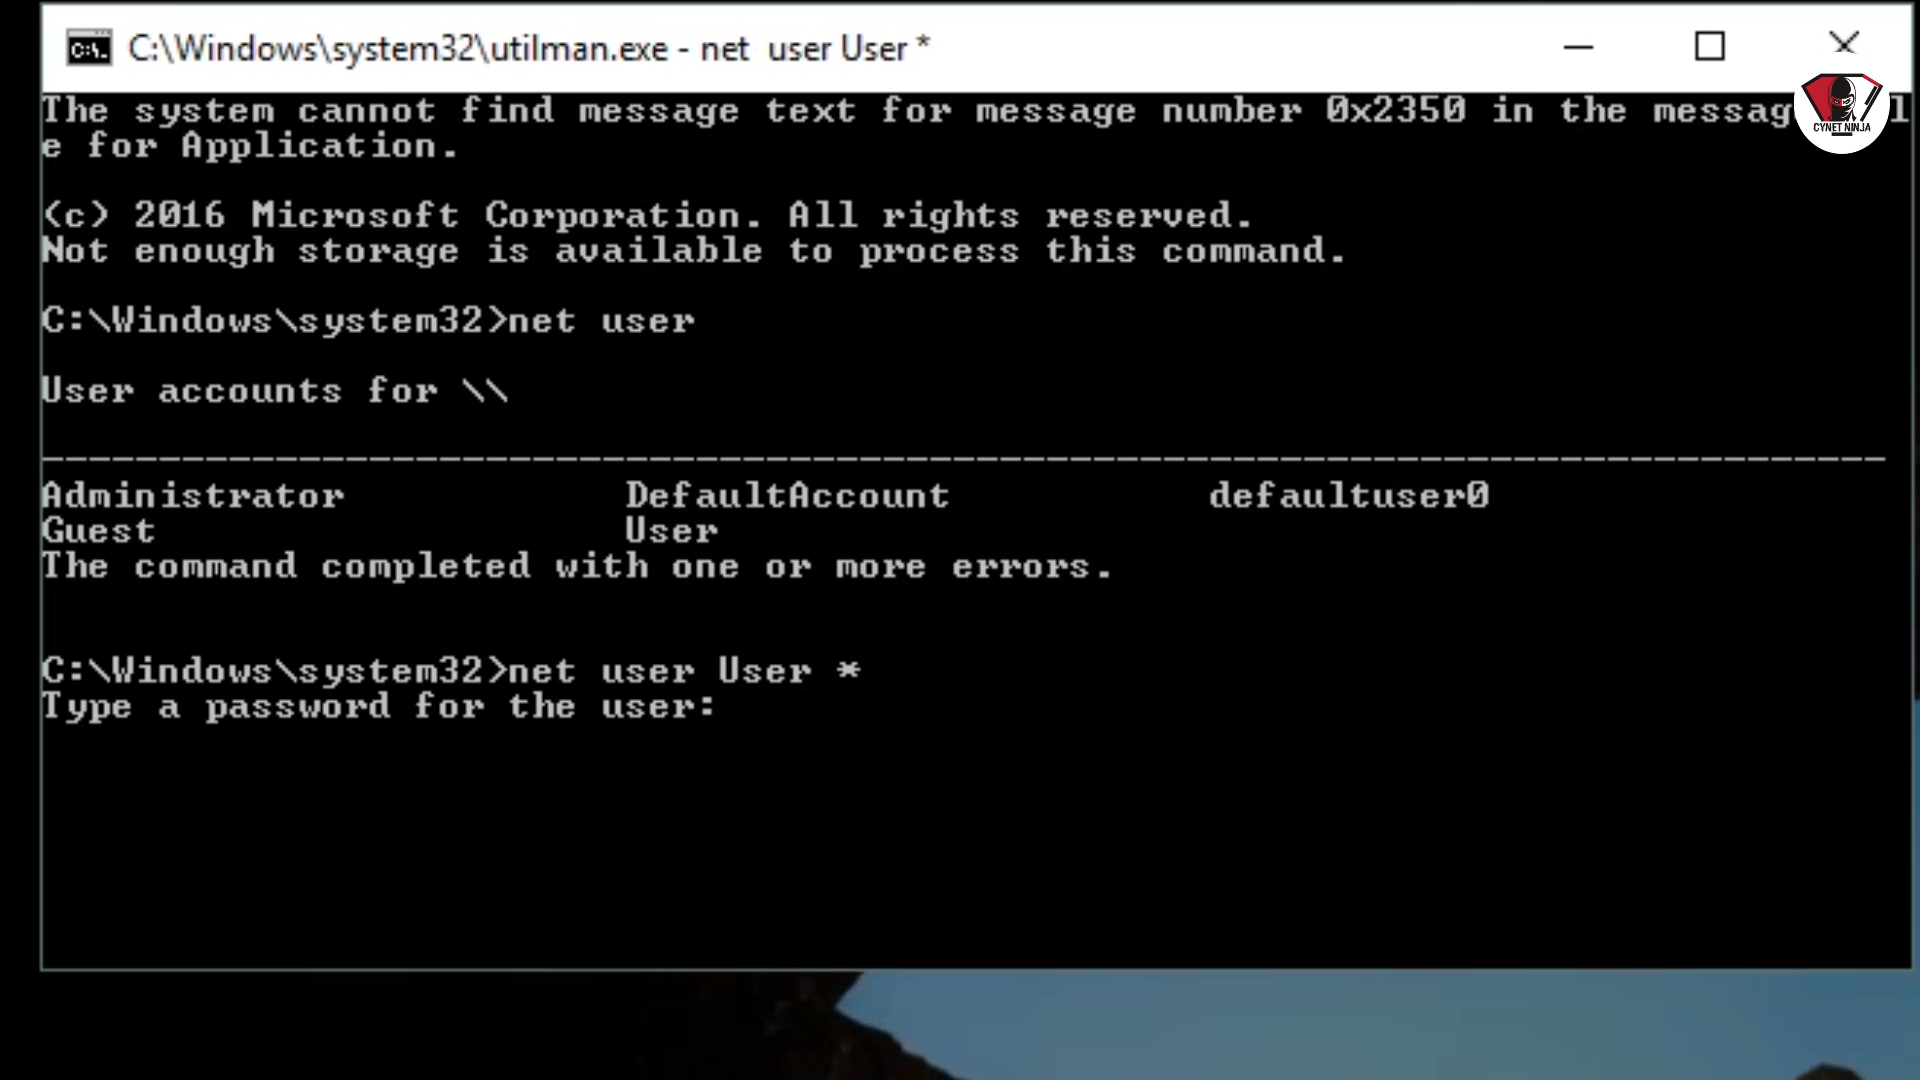 C:\Windows\system32\utilman.exe - net  user User *
The system cannot find message text for message number 0x2350 in the messag
CYNET NINJA
e for Application.
(c) 2016 Microsoft Corporation. All rights reserved.
Not enough storage is available to process this command.
C:\Windows\system32>net user
User accounts for \\
-------------------------------------------------------------------------------
Administrator            DefaultAccount           defaultuser0
Guest                    User
The command completed with one or more errors.
C:\Windows\system32>net user User *
Type a password for the user: